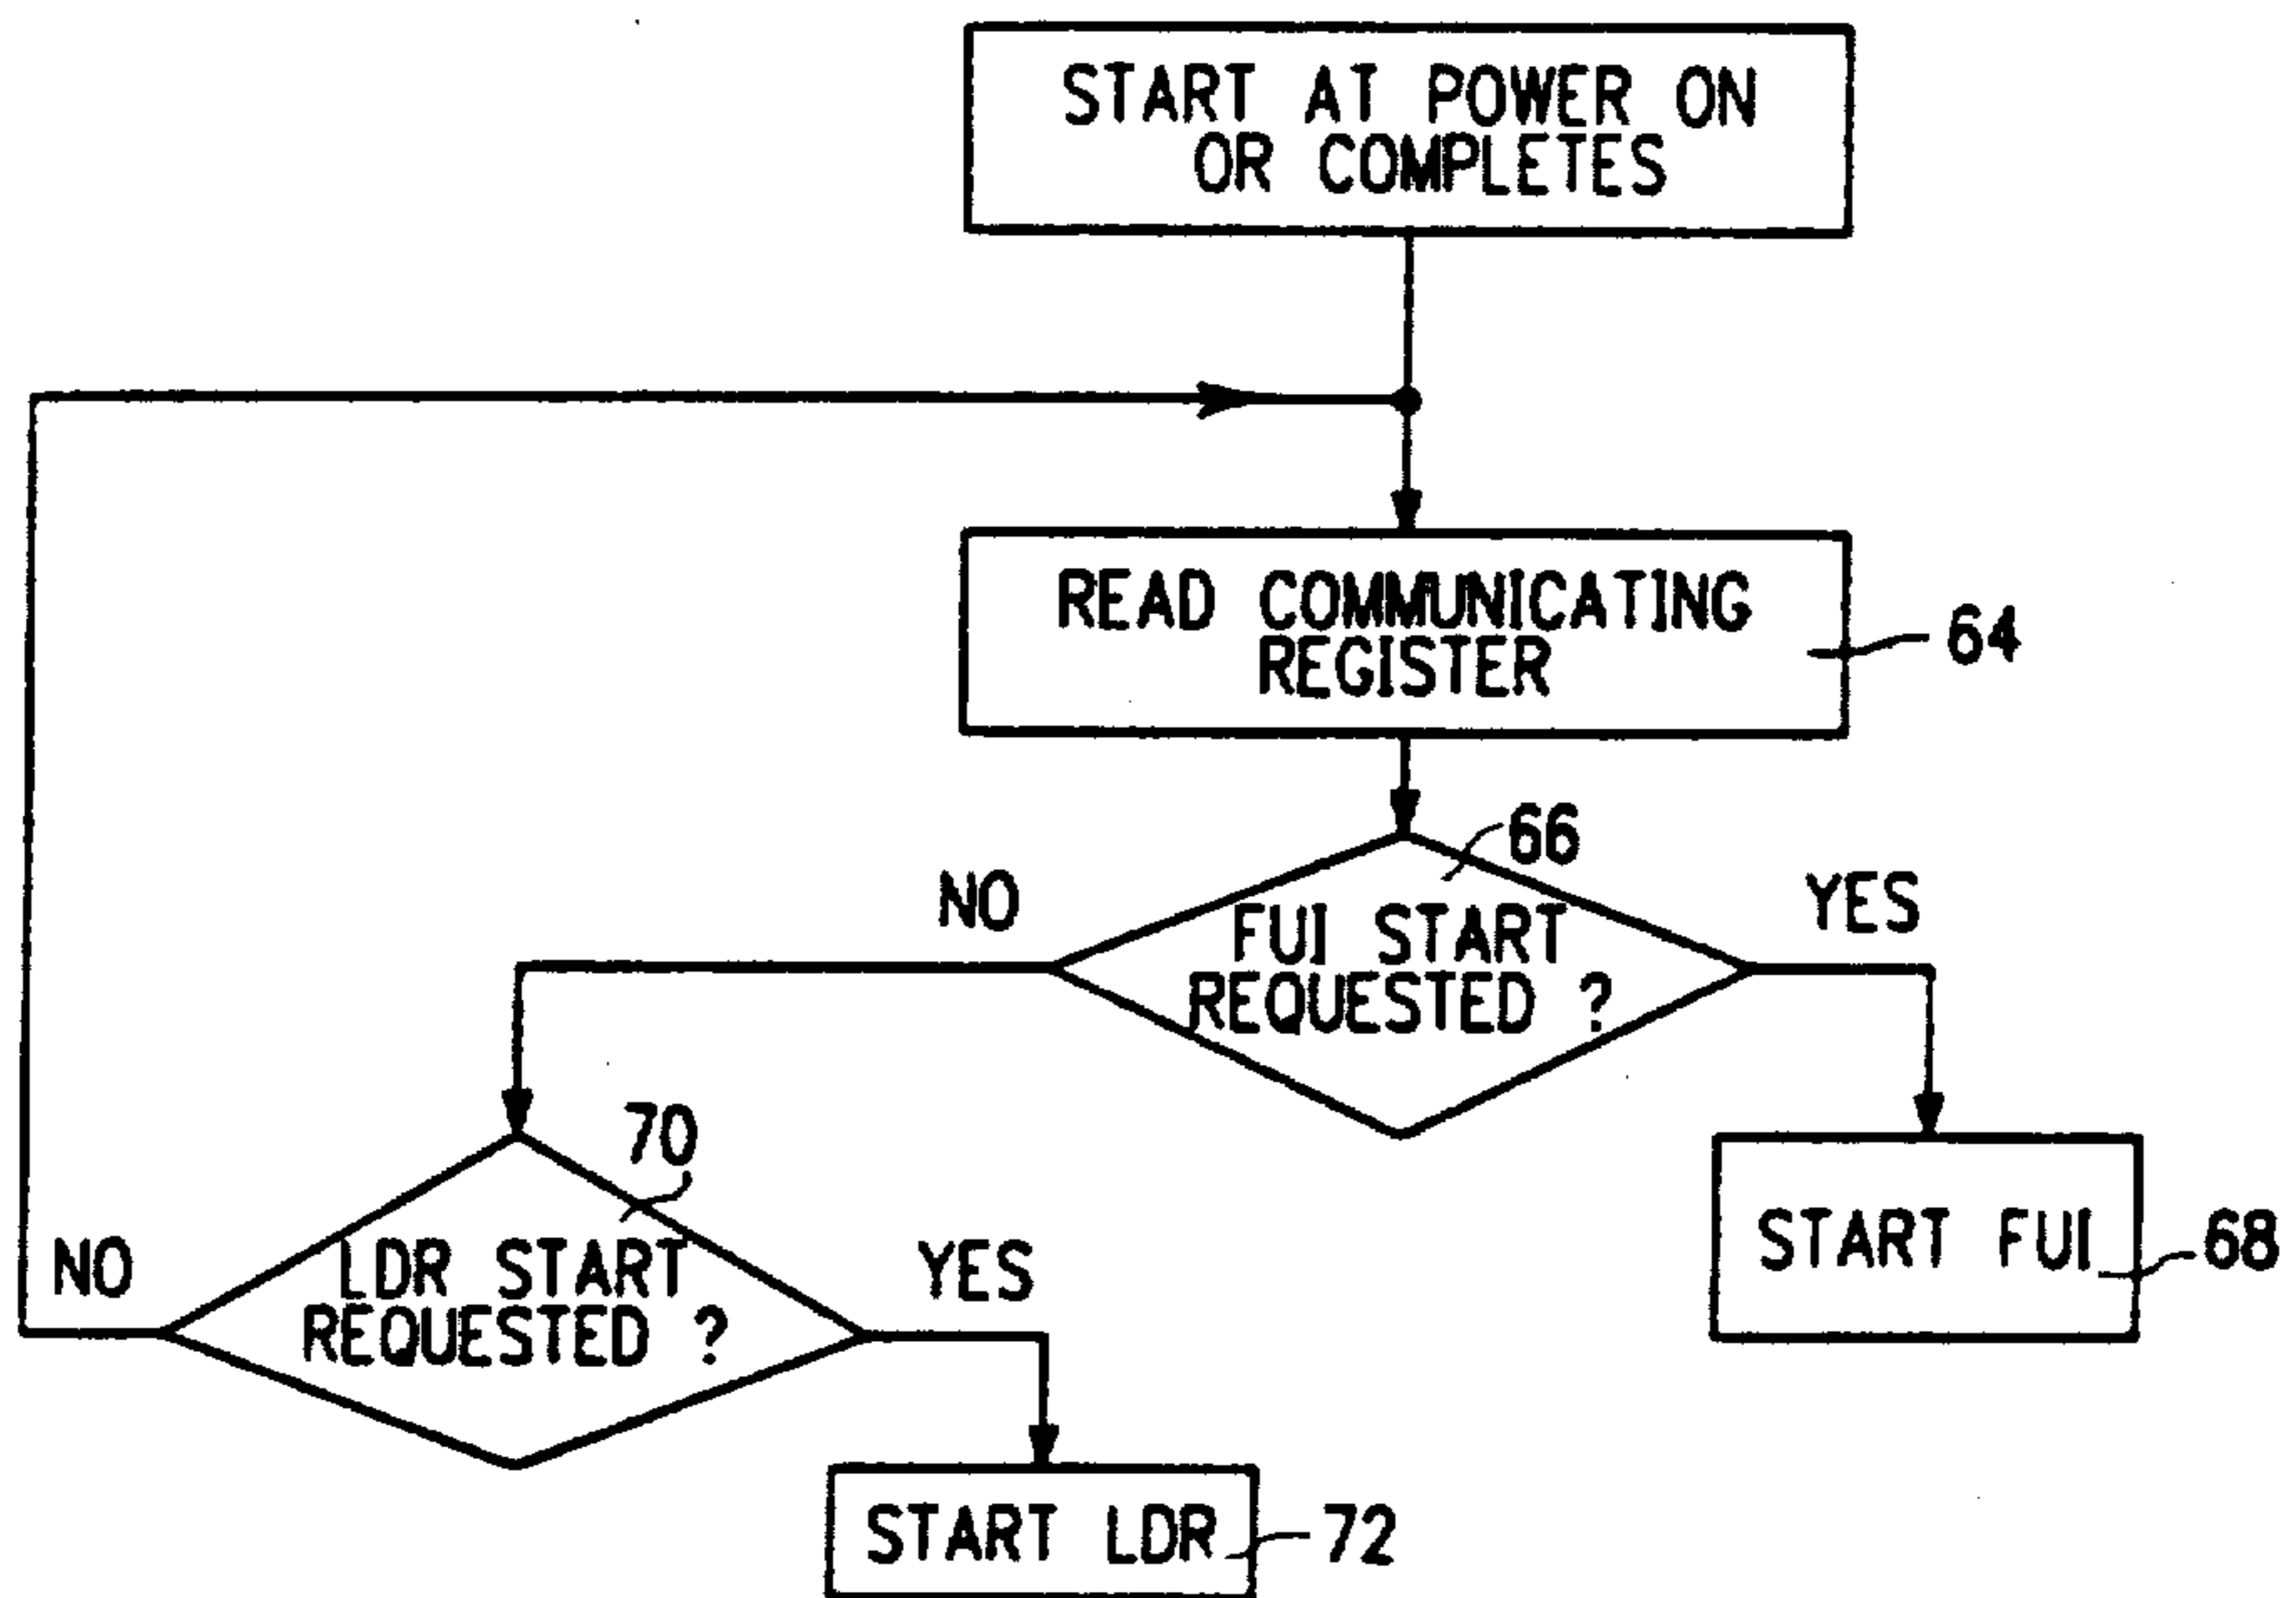 START AT POWER ON
OR COMPLETES
READ COMMUNICATING
REGISTER
64
66
NO
YES
FUI START
REQUESTED ?
70
NO
LDR START
REQUESTED ?
YES
START FUI
68
START LDR
72